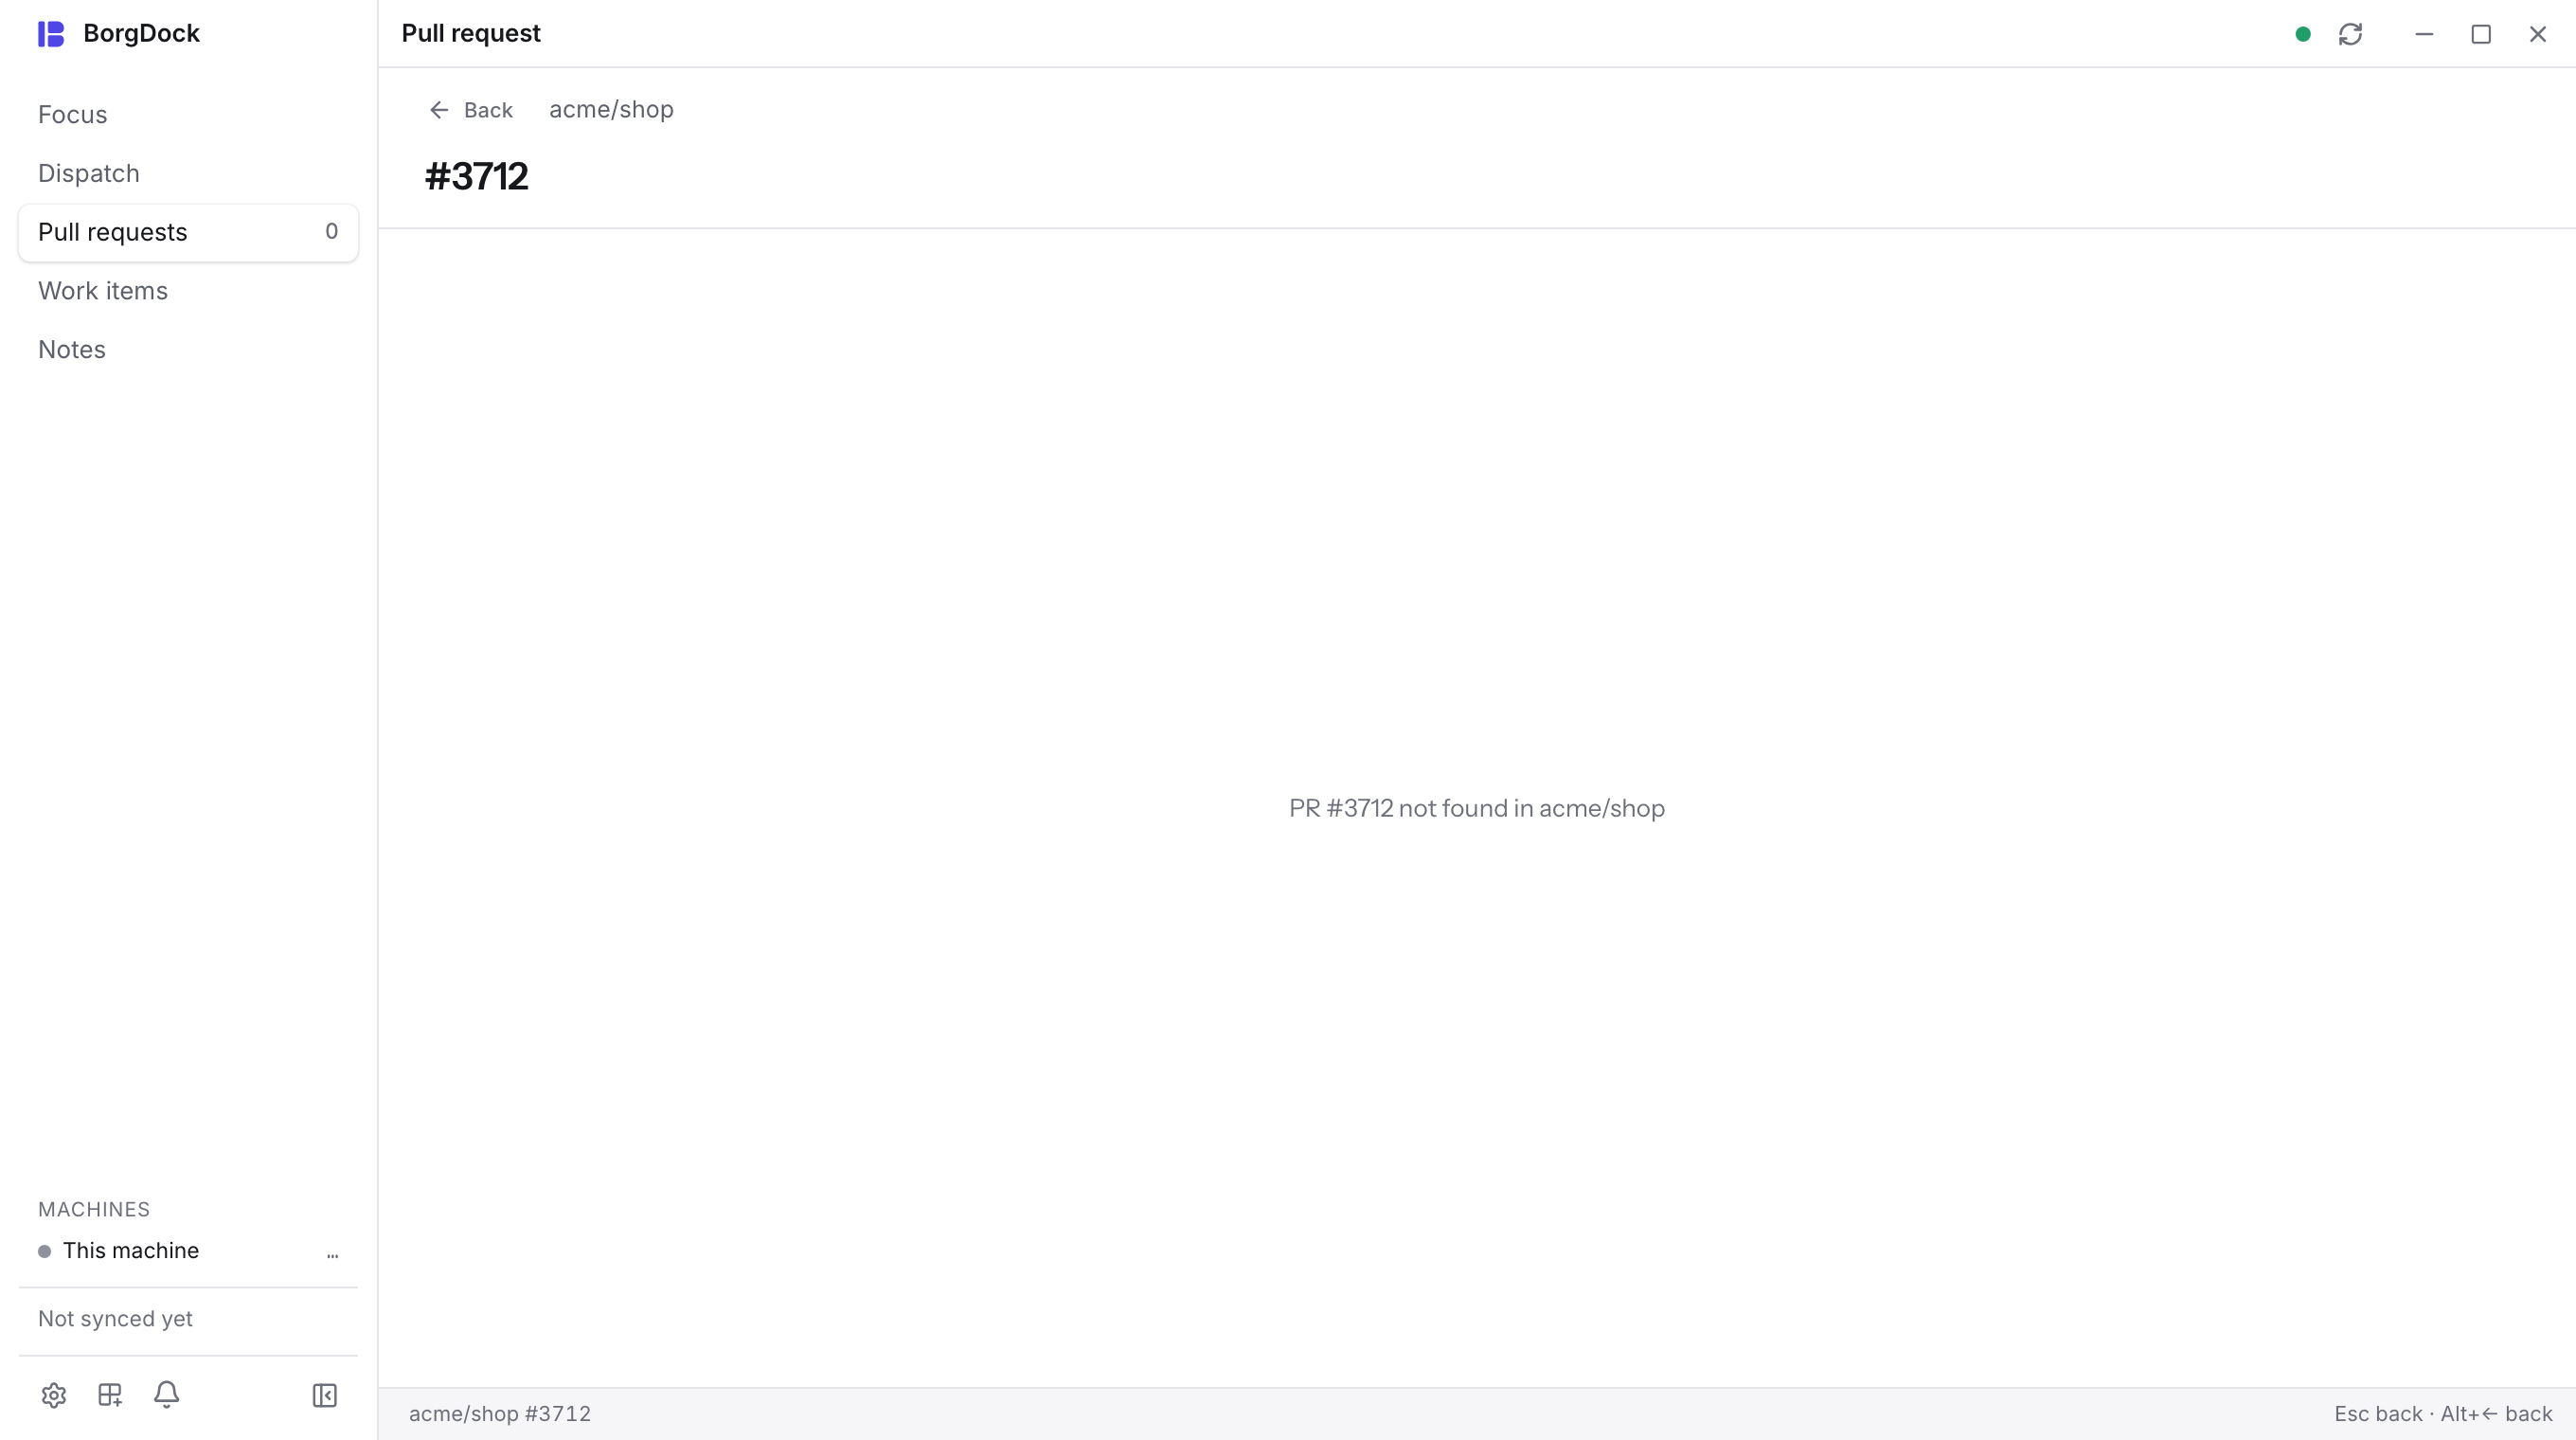 BorgDock
Focus
Dispatch
Pull requests 0
Work items
Notes
MACHINES
This machine …
Not synced yet
Pull request
← Back acme/shop
#3712
PR #3712 not found in acme/shop
acme/shop #3712
Esc back · Alt+← back